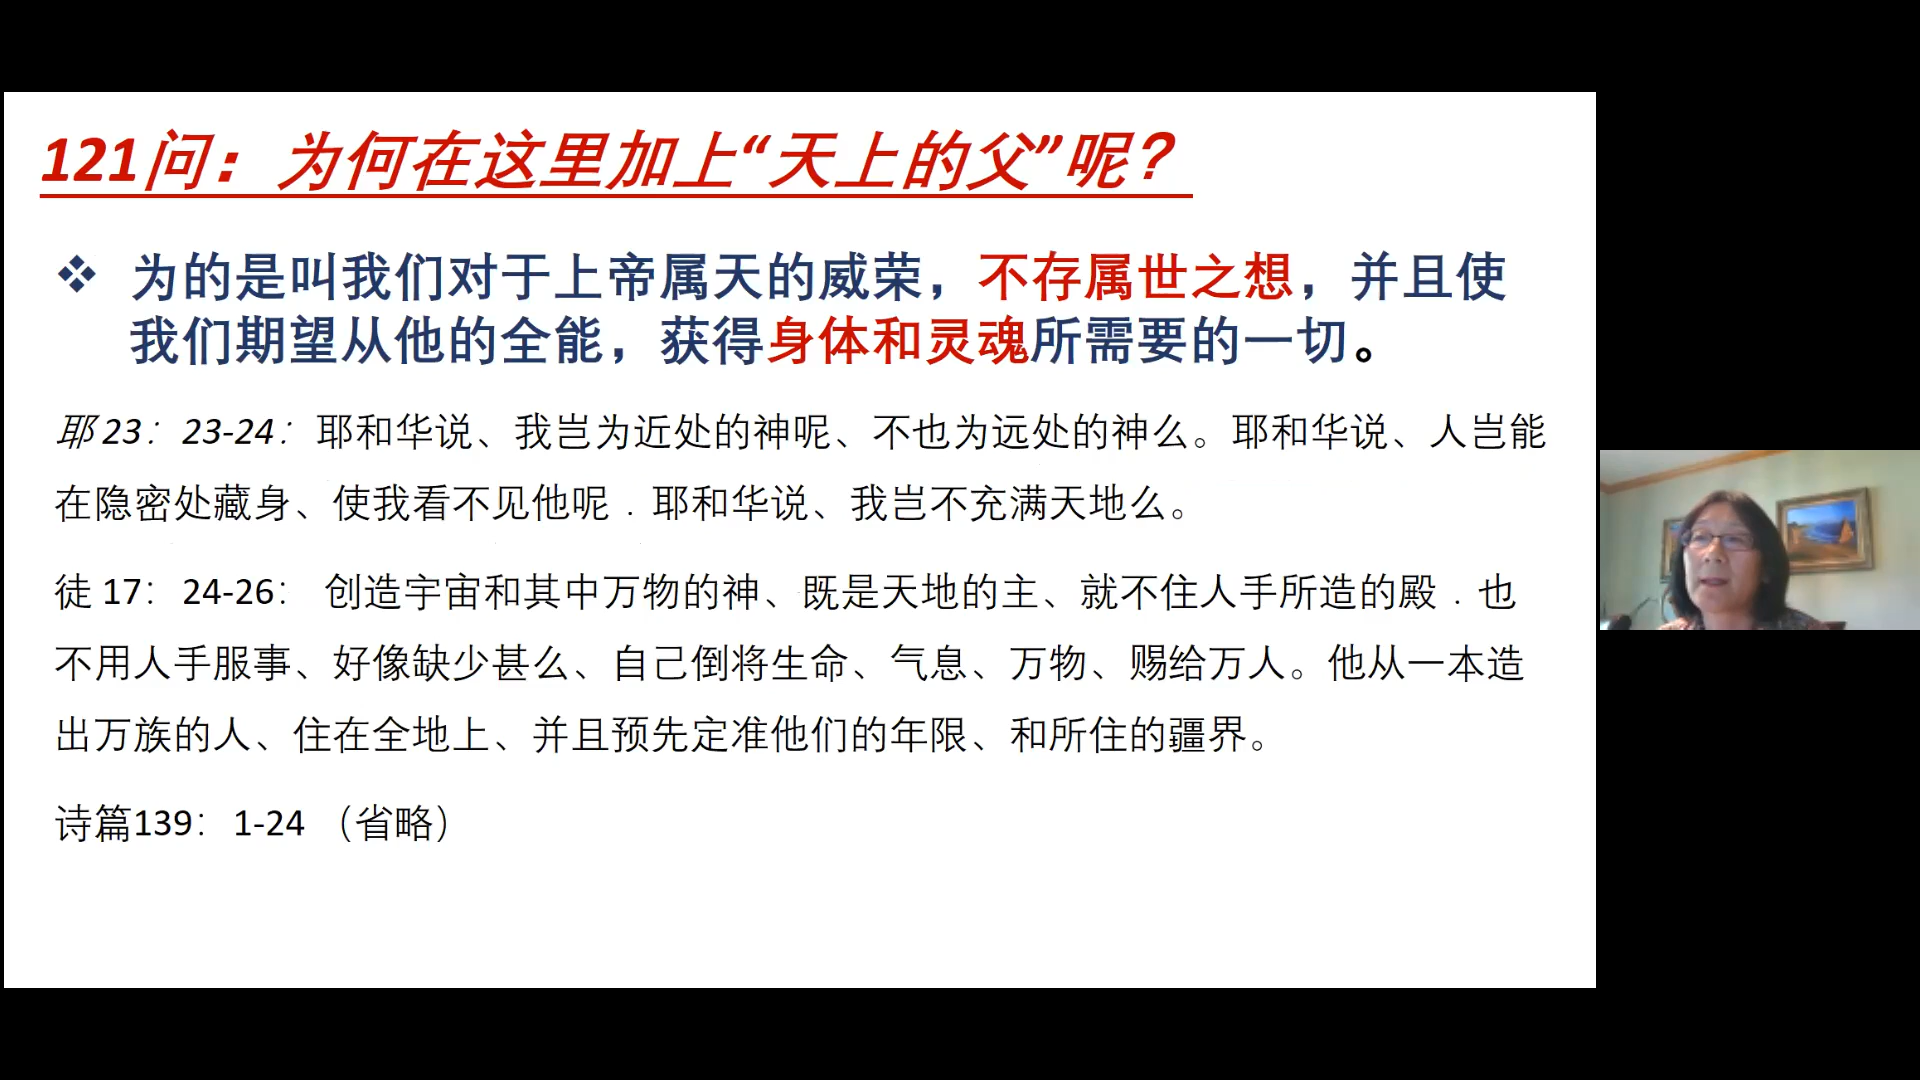 121问：为何在这里加上“天上的父”呢？
❖ 为的是叫我们对于上帝属天的威荣，不存属世之想，并且使
我们期望从他的全能，获得身体和灵魂所需要的一切。
耶 23：23-24：耶和华说、我岂为近处的神呢、不也为远处的神么。耶和华说、人岂能
在隐密处藏身、使我看不见他呢．耶和华说、我岂不充满天地么。
徒 17：24-26： 创造宇宙和其中万物的神、既是天地的主、就不住人手所造的殿．也
不用人手服事、好像缺少甚么、自己倒将生命、气息、万物、赐给万人。他从一本造
出万族的人、住在全地上、并且预先定准他们的年限、和所住的疆界。
诗篇139：1-24 （省略）